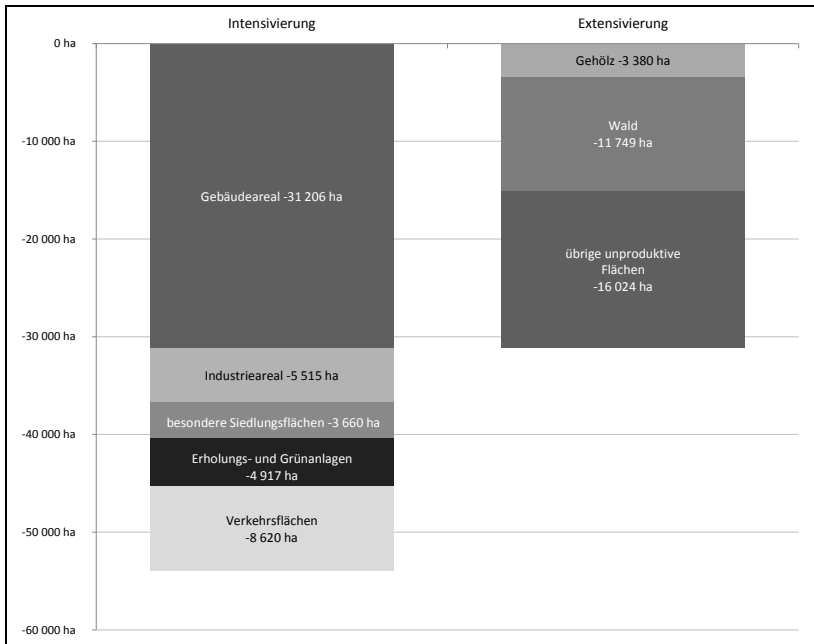 Intensivierung
Extensivierung
0 ha
-10 000 ha
-20 000 ha
-30 000 ha
-40 000 ha
-50 000 ha
-60 000 ha
Gebäudeareal -31 206 ha
Industrieareal -5 515 ha
besondere Siedlungsflächen -3 660 ha
Erholungs- und Grünanlagen
-4 917 ha
Verkehrsflächen
-8 620 ha
Gehölz -3 380 ha
Wald
-11 749 ha
übrige unproduktive
Flächen
-16 024 ha